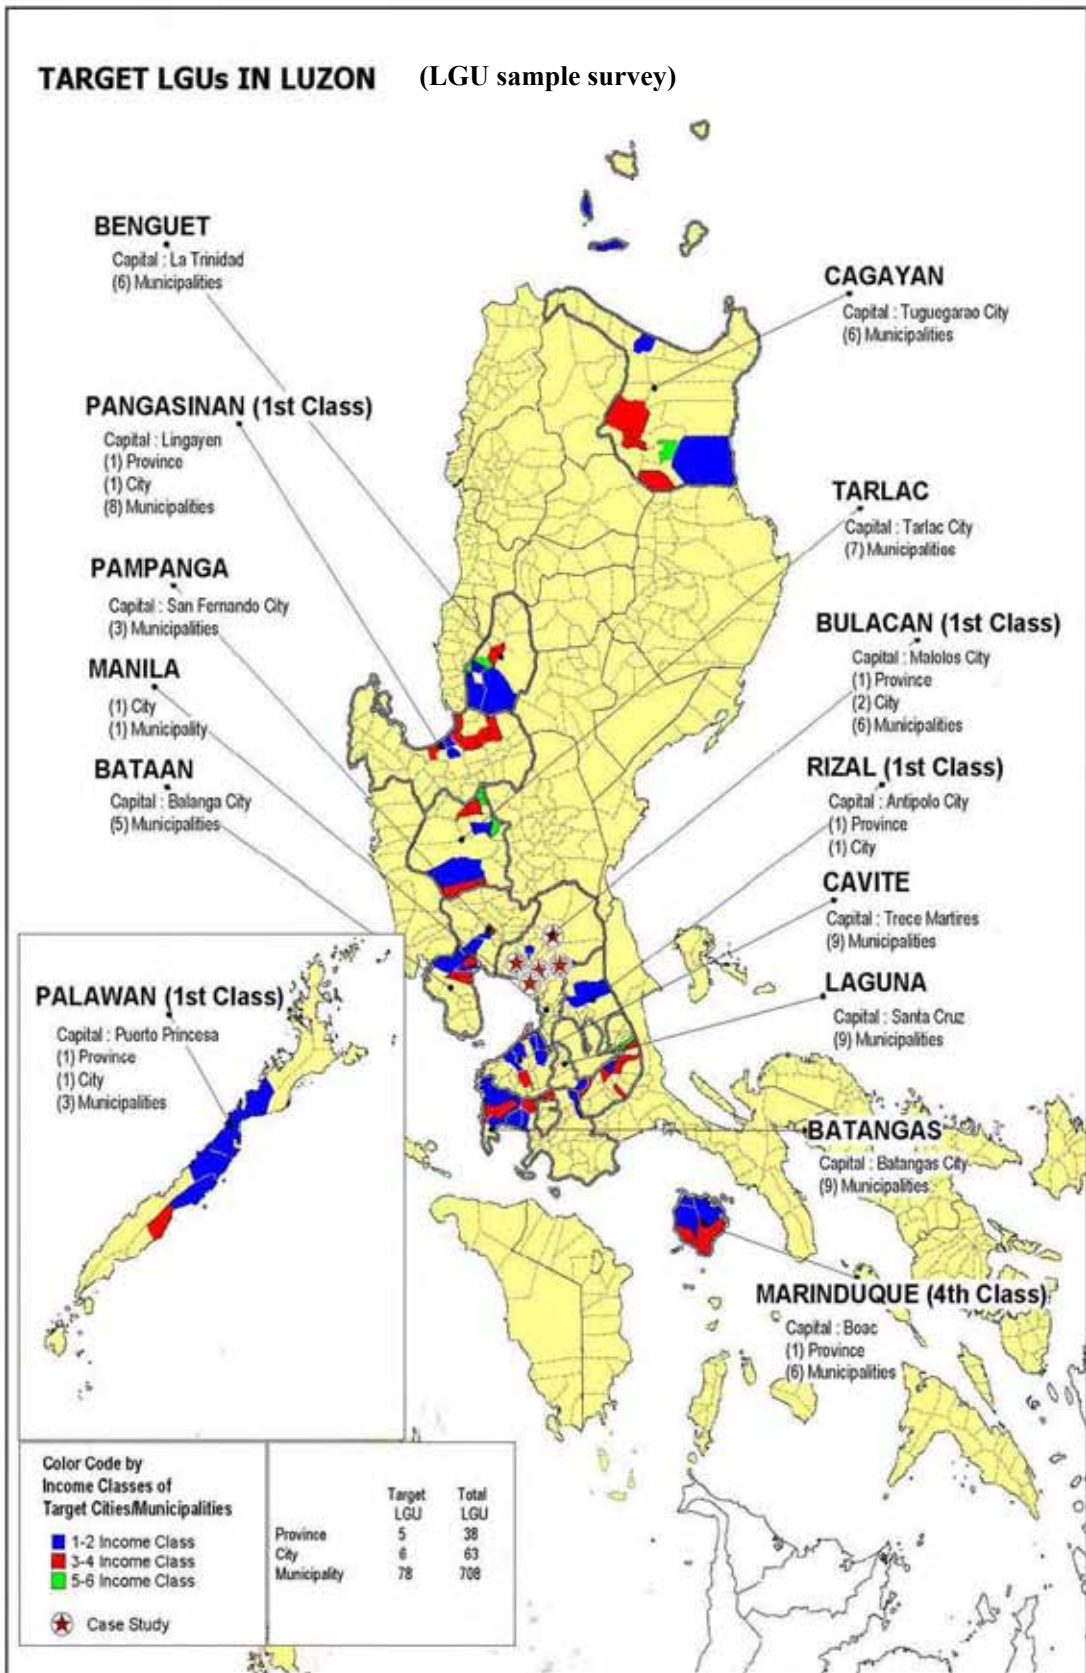 TARGET LGUs IN LUZON (LGU sample survey)
BENGUET
Capital : La Trinidad
(6) Municipalities
CAGAYAN
Capital : Tuguegarao City
(6) Municipalities
PANGASINAN (1st Class)
Capital : Lingayen
(1) Province
(1) City
(8) Municipalities
TARLAC
Capital : Tarlac City
(7) Municipalities
PAMPANGA
Capital : San Fernando City
(3) Municipalities
BULACAN (1st Class)
Capital : Malolos City
(1) Province
(2) City
(6) Municipalities
MANILA
(1) City
(1) Municipality
BATAAN
Capital : Balanga City
(5) Municipalities
RIZAL (1st Class)
Capital : Antipolo City
(1) Province
(1) City
CAVITE
Capital : Trece Martires
(9) Municipalities
LAGUNA
Capital : Santa Cruz
(9) Municipalities
PALAWAN (1st Class)
Capital : Puerto Princesa
(1) Province
(1) City
(3) Municipalities
BATANGAS
Capital : Batangas City
(9) Municipalities
MARINDUQUE (4th Class)
Capital : Boac
(1) Province
(6) Municipalities
Color Code by
Income Classes of
Target Cities/Municipalities
1-2 Income Class
3-4 Income Class
5-6 Income Class
Case Study
Target Total
LGU LGU
Province 5 38
City 6 63
Municipality 78 708